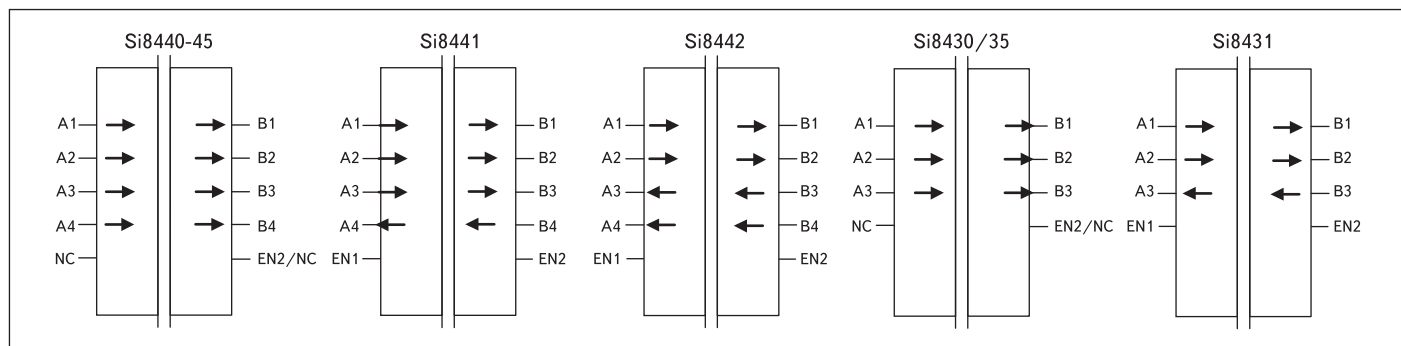 Si8440-45 Si8441 Si8442 Si8430/35 Si8431
A1 B1 A1 B1 A1 B1 A1 B1 A1 B1
A2 B2 A2 B2 A2 B2 A2 B2 A2 B2
A3 B3 A3 B3 A3 B3 A3 B3 A3 B3
A4 B4 A4 B4 A4 B4 NC EN2/NC EN1 EN2
NC EN2/NC EN1 EN2 EN1 EN2